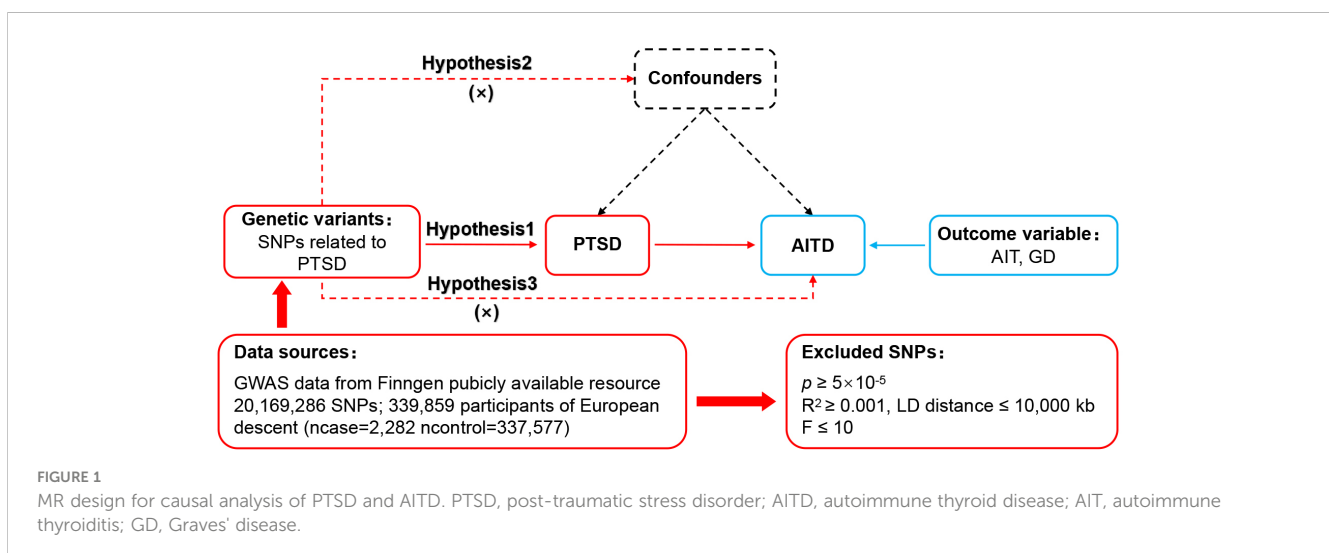 Hypothesis2
(×)
Confounders
Genetic variants：
SNPs related to
PTSD
Hypothesis1
PTSD
AITD
Outcome variable：
AIT, GD
Hypothesis3
(×)
Data sources：
GWAS data from Finngen pubicly available resource
20,169,286 SNPs; 339,859 participants of European
descent (ncase=2,282 ncontrol=337,577)
Excluded SNPs：
p ≥ 5×10⁻⁵
R² ≥ 0.001, LD distance ≤ 10,000 kb
F ≤ 10
FIGURE 1
MR design for causal analysis of PTSD and AITD. PTSD, post-traumatic stress disorder; AITD, autoimmune thyroid disease; AIT, autoimmune
thyroiditis; GD, Graves' disease.